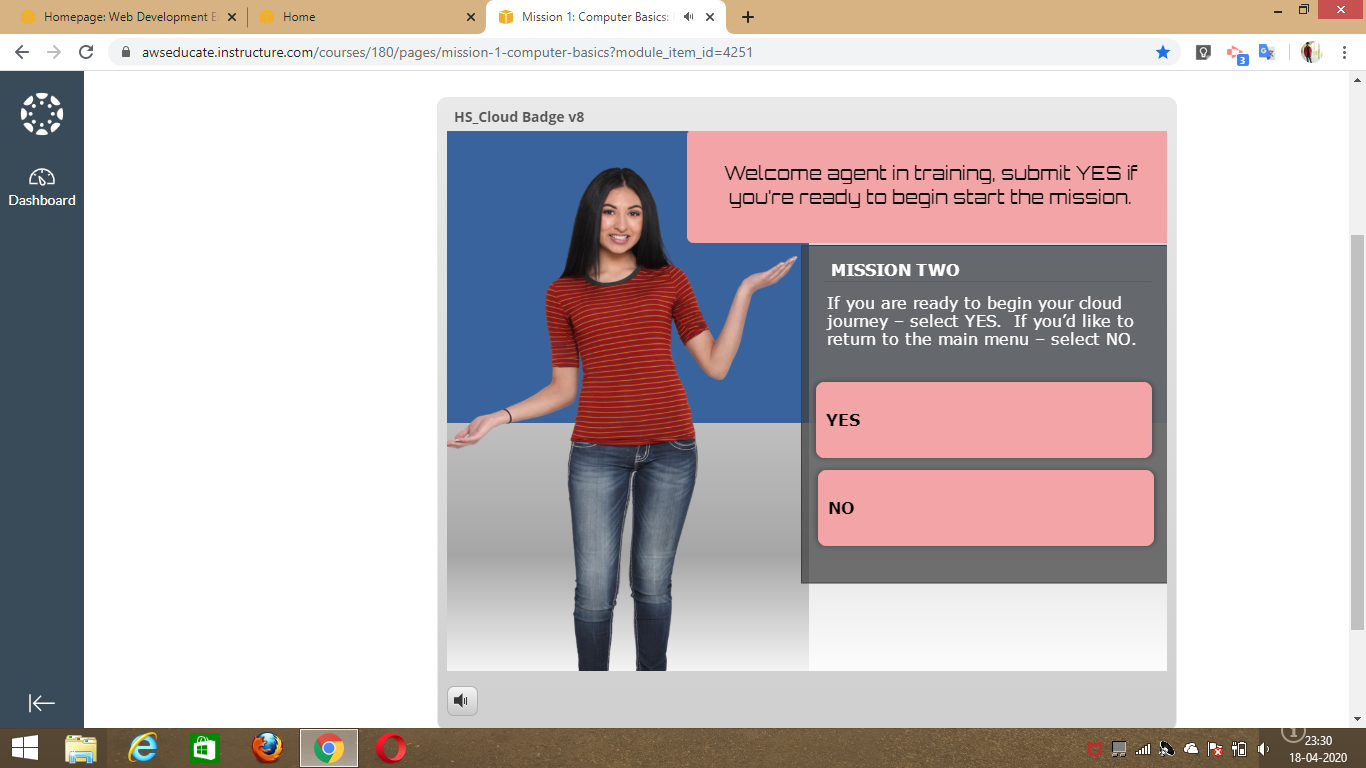 Homepage: Web Development E
Home
Mission 1: Computer Basics:
awseducate.instructure.com/courses/180/pages/mission-1-computer-basics?module_item_id=4251
3
Dashboard
HS_Cloud Badge v8
Welcome agent in training, submit YES if
you're ready to begin start the mission.
MISSION TWO
If you are ready to begin your cloud
journey – select YES.  If you'd like to
return to the main menu – select NO.
YES
NO
23:30
18-04-2020